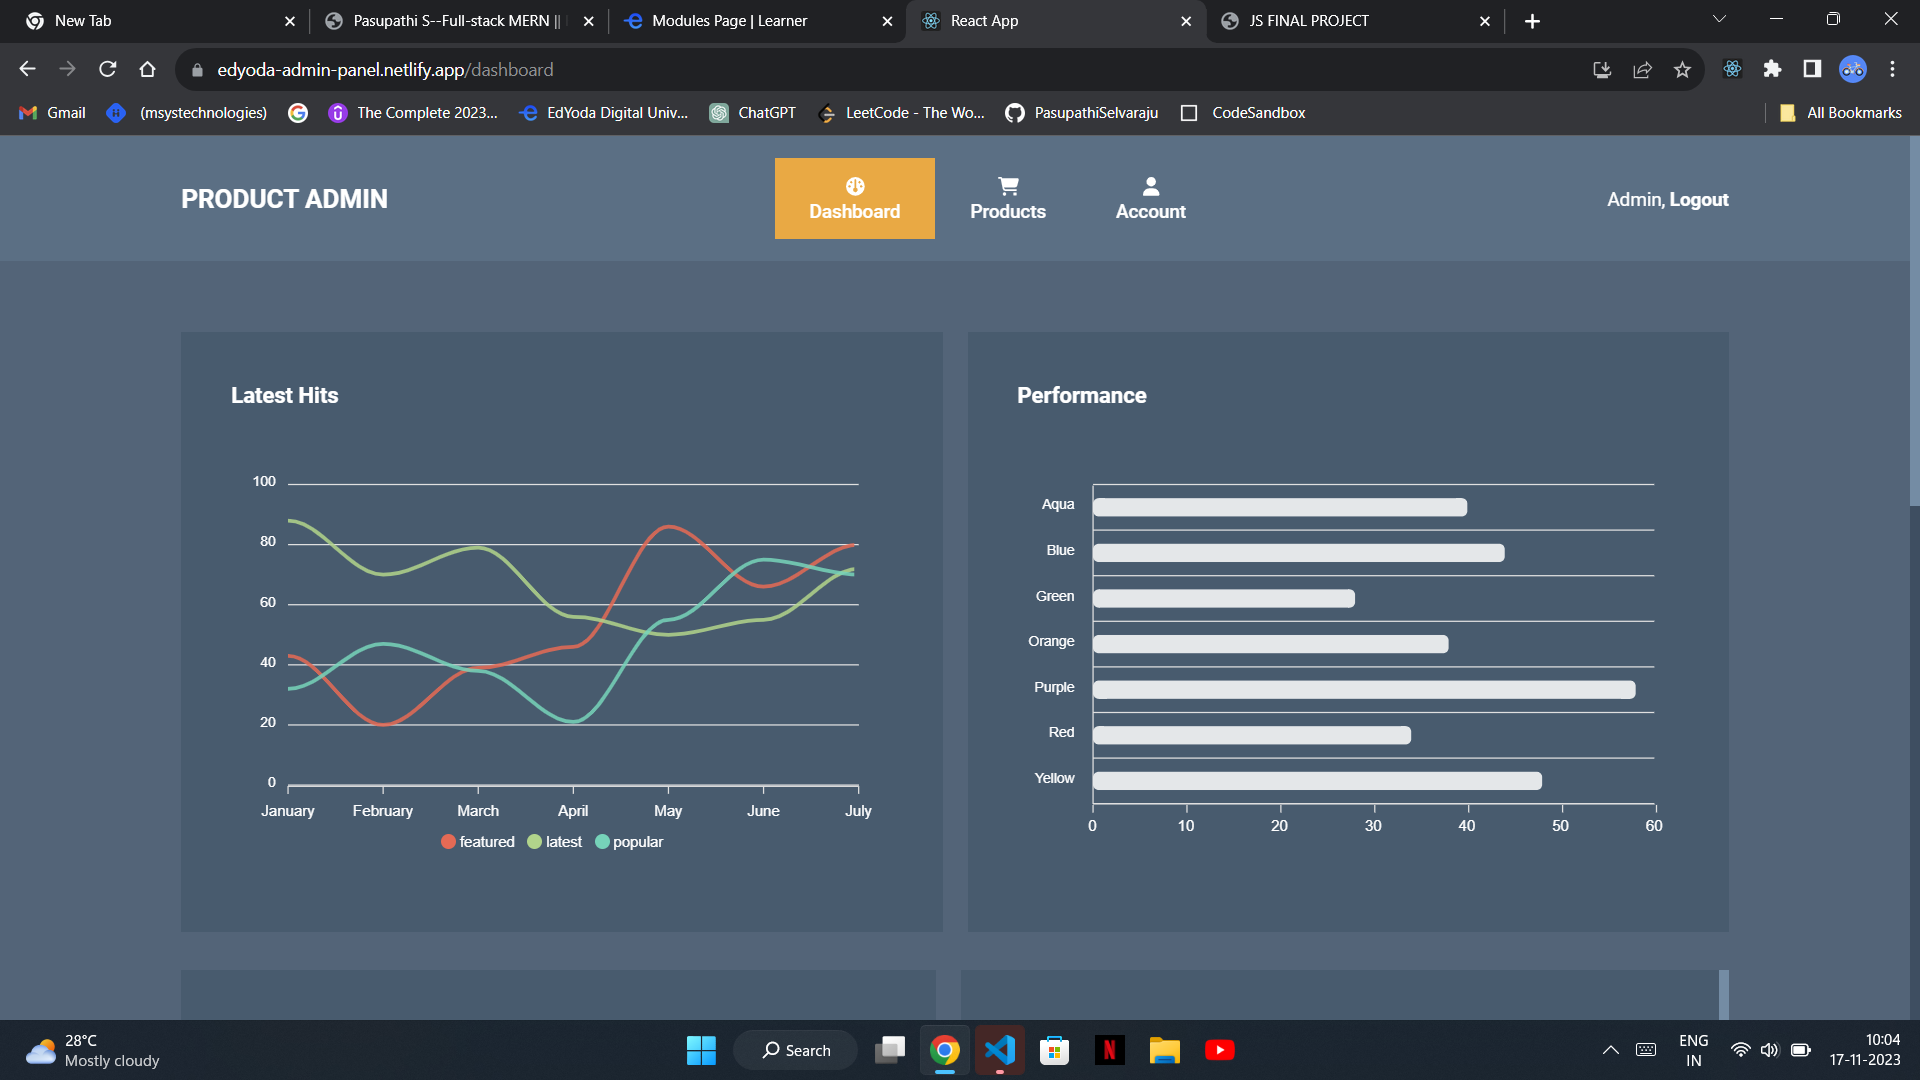 New Tab
Pasupathi S--Full-stack MERN ||
Modules Page | Learner
React App
JS FINAL PROJECT
edyoda-admin-panel.netlify.app/dashboard
Gmail
(msystechnologies)
The Complete 2023...
EdYoda Digital Univ...
ChatGPT
LeetCode - The Wo...
PasupathiSelvaraju
CodeSandbox
All Bookmarks
PRODUCT ADMIN
Dashboard
Products
Account
Admin, Logout
Latest Hits
100
80
60
40
20
0
January February March April May June July
featured latest popular
Performance
Aqua
Blue
Green
Orange
Purple
Red
Yellow
0 10 20 30 40 50 60
28°C
Mostly cloudy
Search
ENG
IN
10:04
17-11-2023